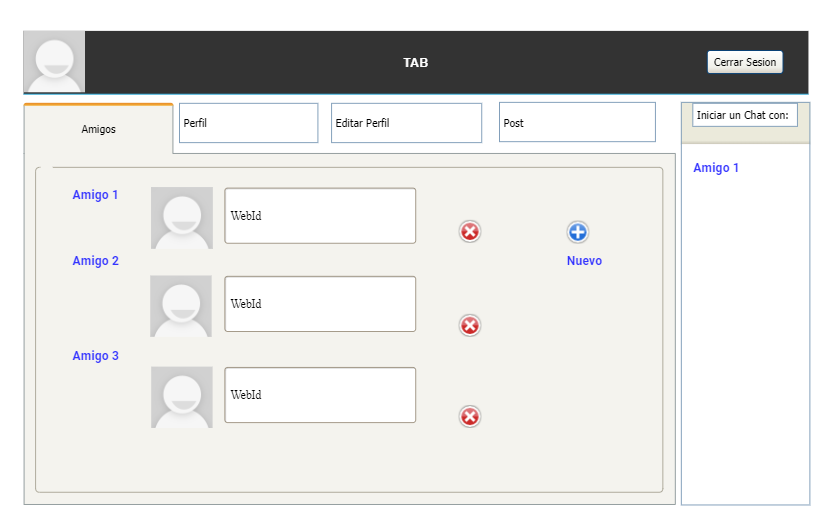 TAB
Cerrar Sesion
Amigos
Perfil
Editar Perfil
Post
Iniciar un Chat con:
Amigo 1
Amigo 1
WebId
Amigo 2
Nuevo
WebId
Amigo 3
WebId